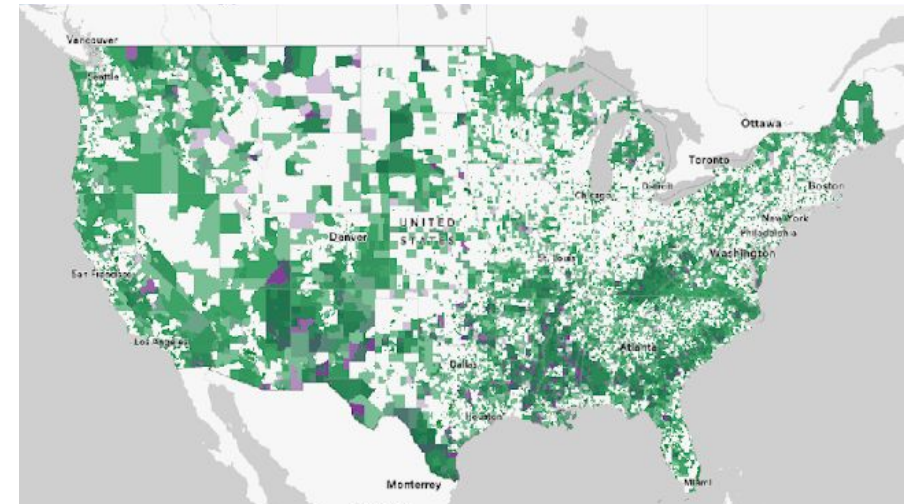 Vancouver
Seattle
Ottawa
Toronto
Boston
Chicago
Detroit
New York
Philadelphia
UNITED
STATES
Denver
Washington
St. Louis
San Francisco
Los Angeles
Atlanta
Dallas
Houston
Miami
Monterrey